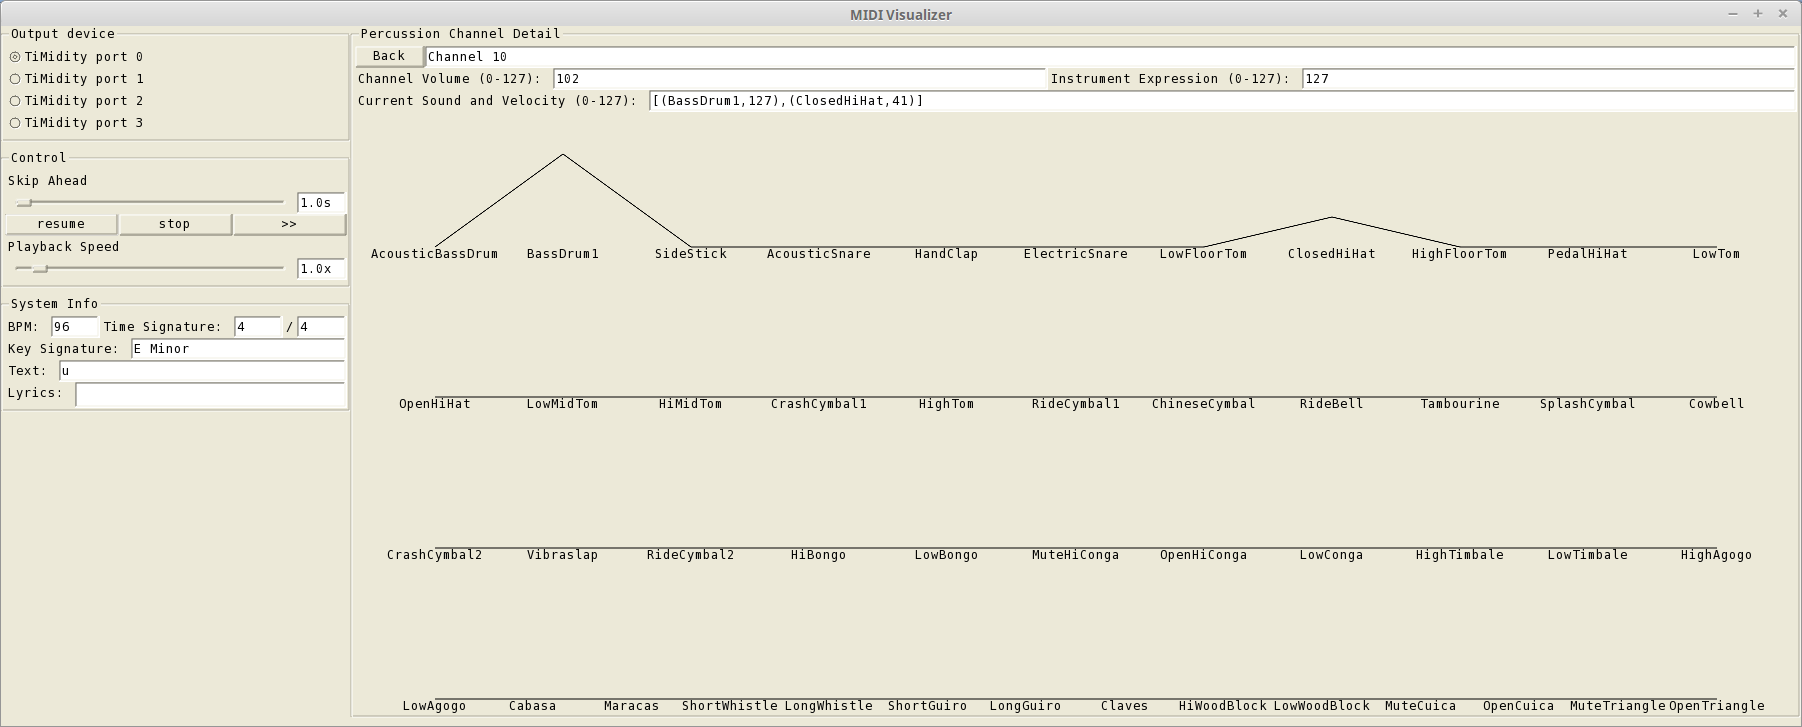 MIDI Visualizer
Output device
TiMidity port 0
TiMidity port 1
TiMidity port 2
TiMidity port 3
Control
Skip Ahead
1.0s
resume stop >>
Playback Speed
1.0x
System Info
BPM: 96 Time Signature: 4 / 4
Key Signature: E Minor
Text: u
Lyrics:
Percussion Channel Detail
Back Channel 10
Channel Volume (0-127): 102 Instrument Expression (0-127): 127
Current Sound and Velocity (0-127): [(BassDrum1,127),(ClosedHiHat,41)]
AcousticBassDrum BassDrum1 SideStick AcousticSnare HandClap ElectricSnare LowFloorTom ClosedHiHat HighFloorTom PedalHiHat LowTom
OpenHiHat LowMidTom HiMidTom CrashCymbal1 HighTom RideCymbal1 ChineseCymbal RideBell Tambourine SplashCymbal Cowbell
CrashCymbal2 Vibraslap RideCymbal2 HiBongo LowBongo MuteHiConga OpenHiConga LowConga HighTimbale LowTimbale HighAgogo
LowAgogo Cabasa Maracas ShortWhistle LongWhistle ShortGuiro LongGuiro Claves HiWoodBlock LowWoodBlock MuteCuica OpenCuica MuteTriangle OpenTriangle